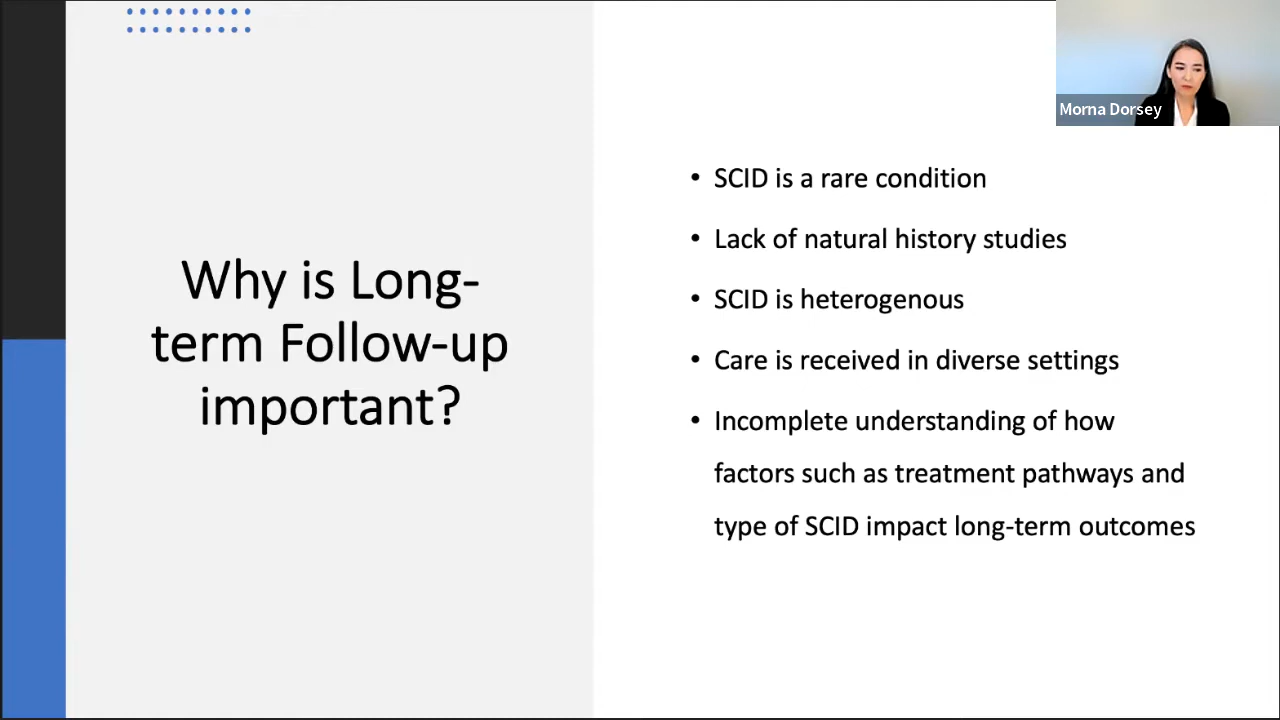 Morna Dorsey
Why is Long-
term Follow-up
important?
• SCID is a rare condition
• Lack of natural history studies
• SCID is heterogenous
• Care is received in diverse settings
• Incomplete understanding of how
factors such as treatment pathways and
type of SCID impact long-term outcomes